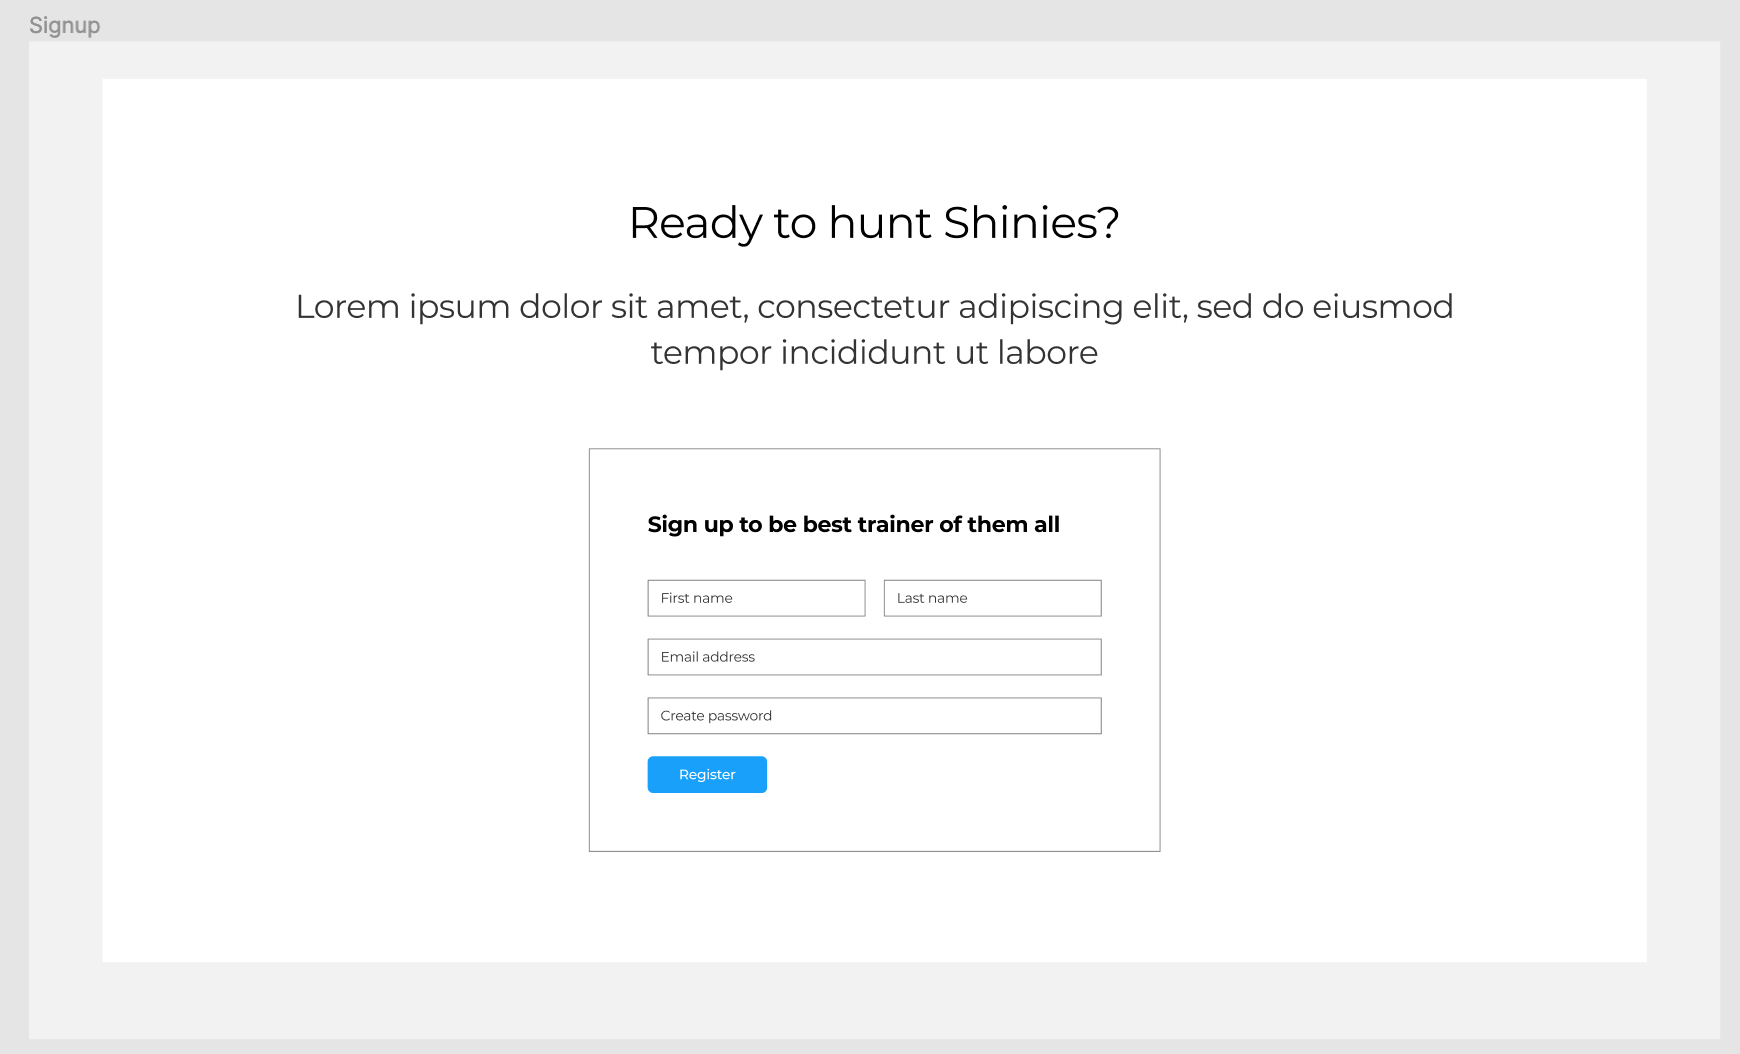 Signup
Ready to hunt Shinies?
Lorem ipsum dolor sit amet, consectetur adipiscing elit, sed do eiusmod
tempor incididunt ut labore
Sign up to be best trainer of them all
First name
Last name
Email address
Create password
Register